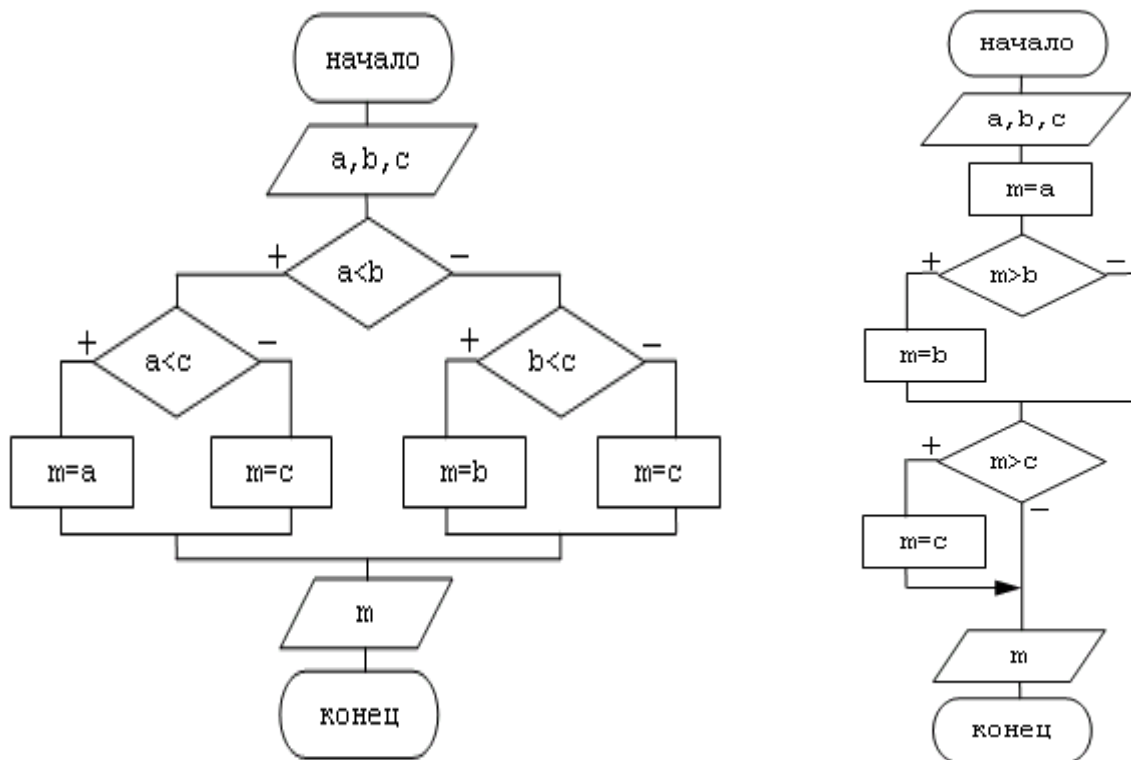 начало
a,b,c
+
−
a<b
+
−
a<c
+
−
b<c
m=a
m=c
m=b
m=c
m
конец
начало
a,b,c
m=a
+
−
m>b
m=b
+
m>c
−
m=c
m
конец